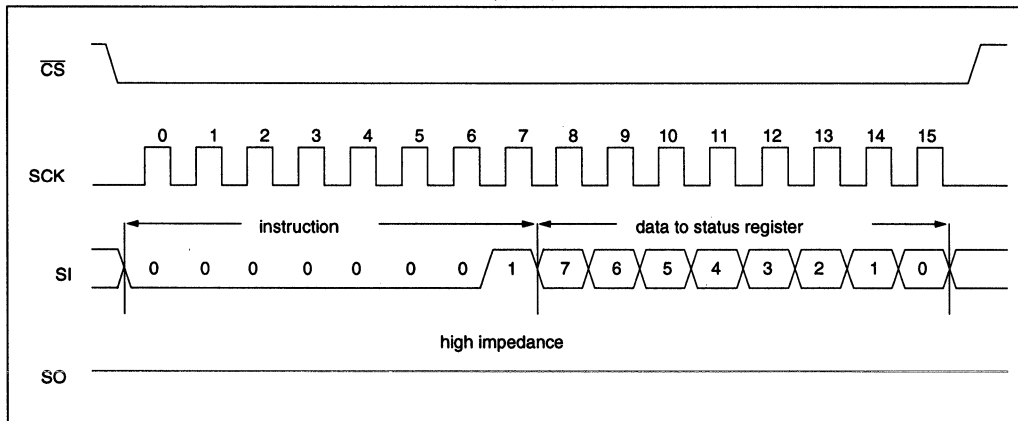 CS
0 1 2 3 4 5 6 7 8 9 10 11 12 13 14 15
SCK
instruction
data to status register
SI
0 0 0 0 0 0 0 1 7 6 5 4 3 2 1 0
high impedance
SO